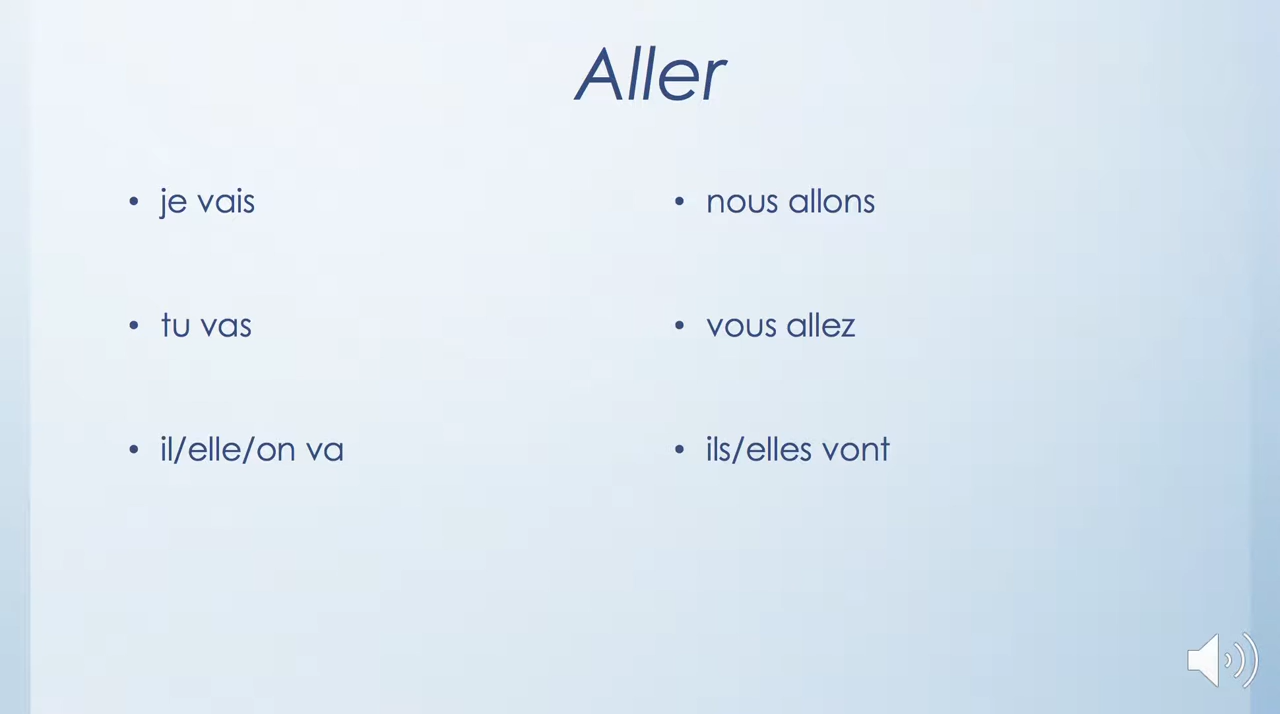 Aller
• je vais
• tu vas
• il/elle/on va
• nous allons
• vous allez
• ils/elles vont